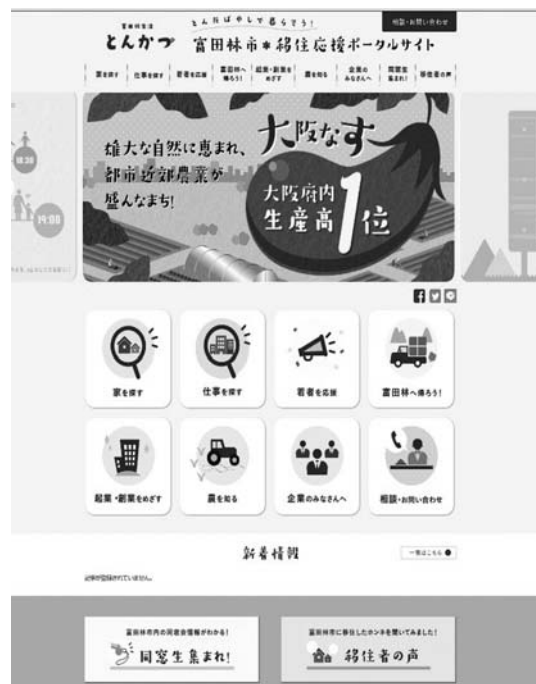 富田林生活
とんかつ
とんだばやしで暮らそう!
富田林市*移住応援ポータルサイト
相談・お問い合わせ
家を探す
仕事を探す
若者を応援
富田林へ
帰ろう!
起業・創業を
めざす
農を知る
企業の
みなさんへ
同窓生
集まれ!
移住者の声
18:30
19:00
雄大な自然に恵まれ、
都市近郊農業が
盛んなまち!
大阪なす
大阪府内
生産高1位
家を探す
仕事を探す
若者を応援
富田林へ帰ろう!
起業・創業をめざす
農を知る
企業のみなさんへ
相談・お問い合わせ
新着情報
一覧はこちら
記事が登録されていません。
富田林市内の同窓会情報がわかる!
同窓生集まれ!
富田林市に移住したホンネを聞いてみました!
移住者の声